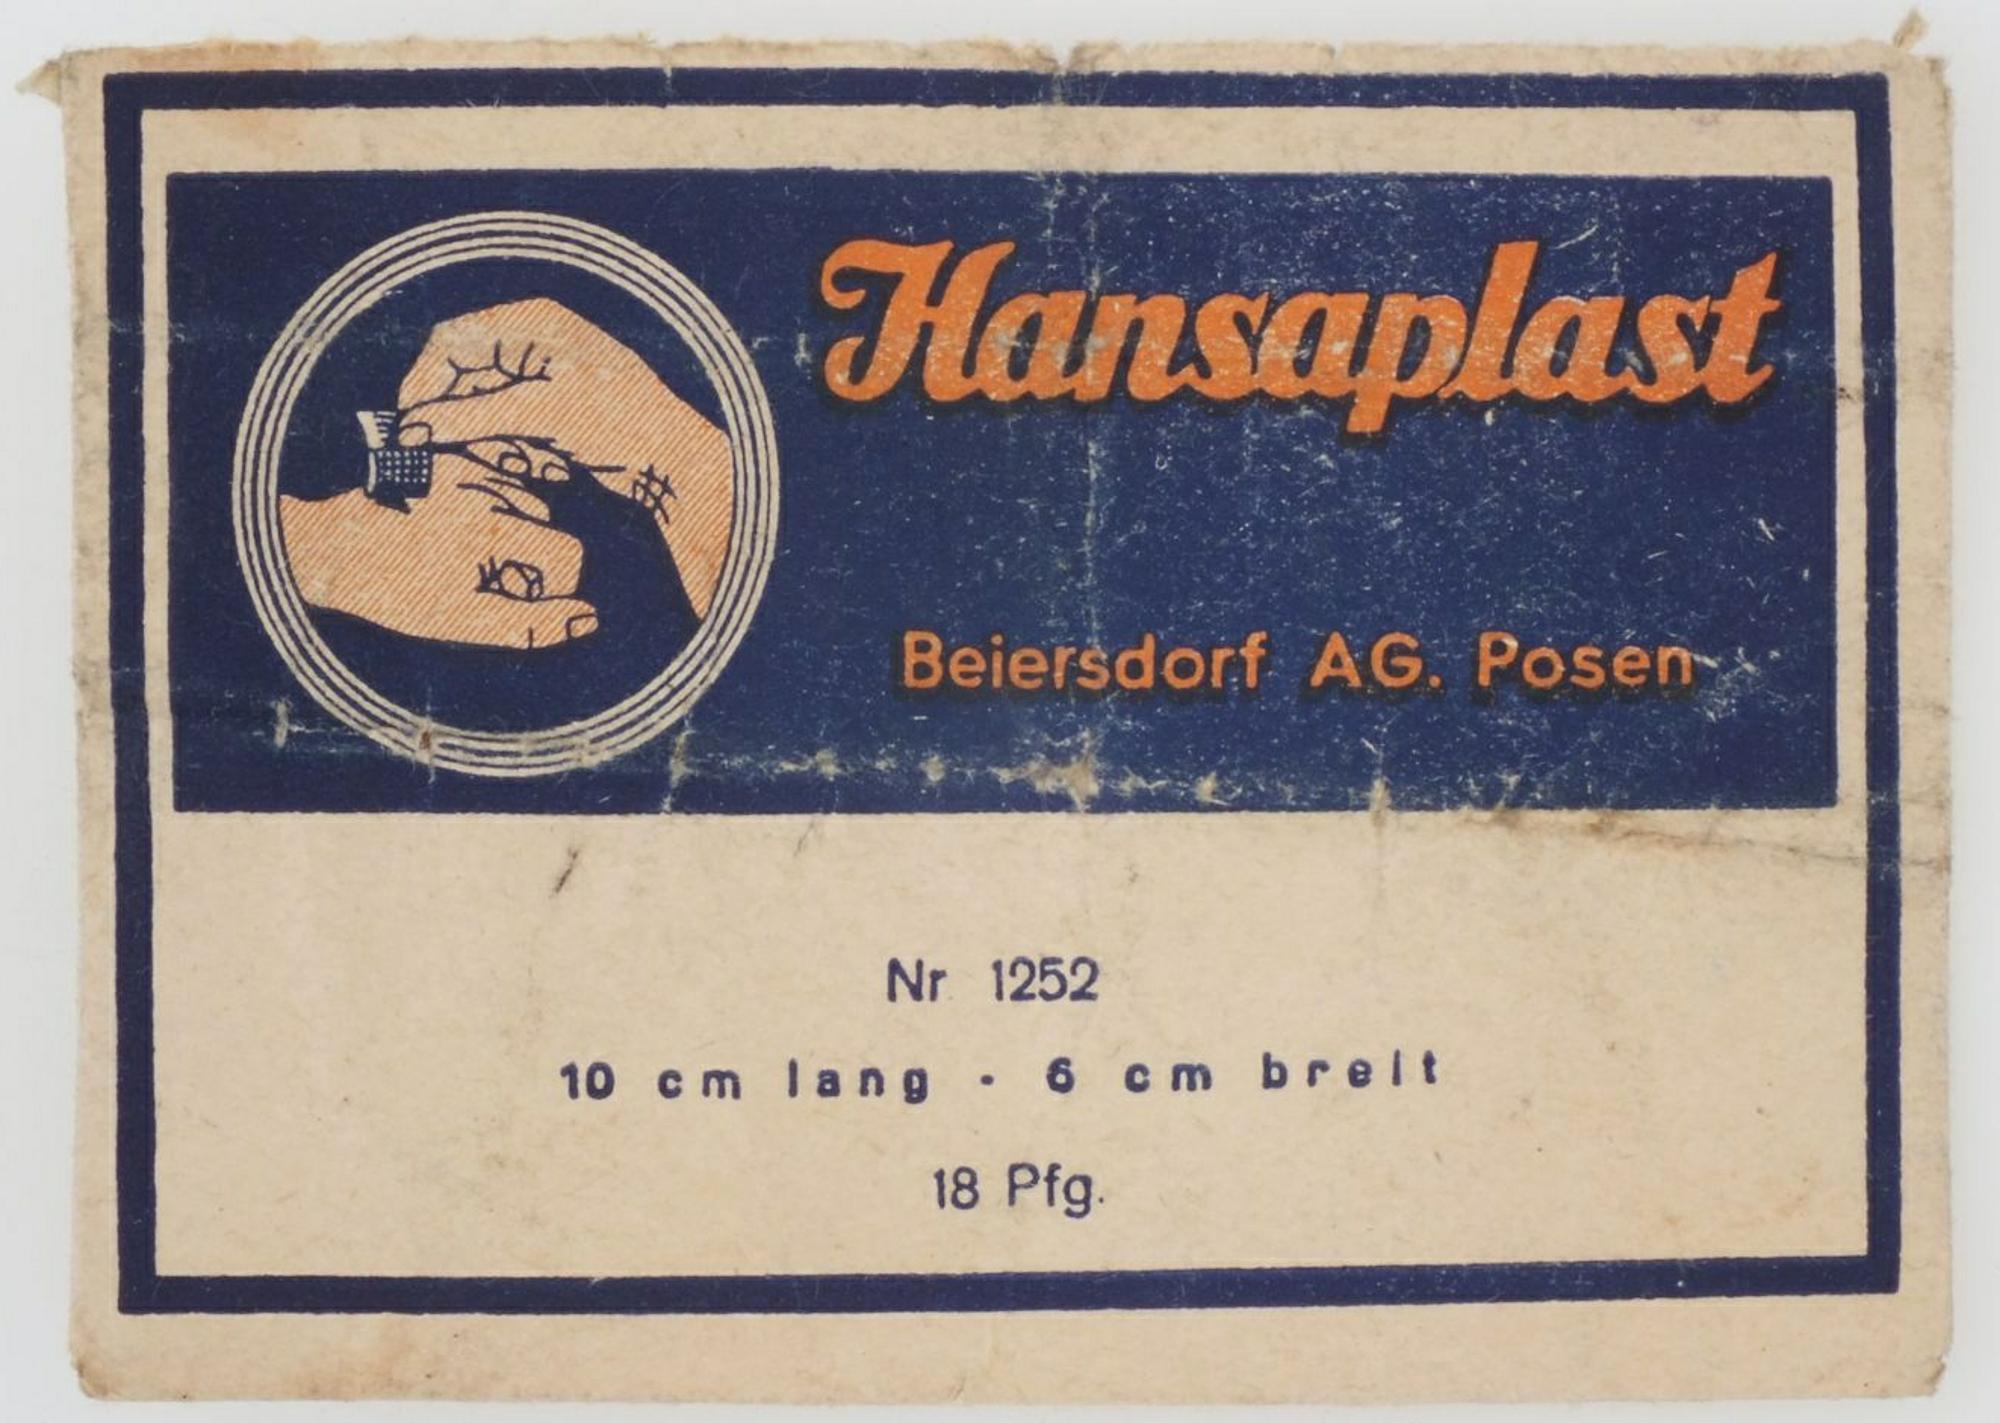 Hansaplast
Beiersdorf AG. Posen
Nr. 1252
10 cm lang - 6 cm breit
18 Pfg.